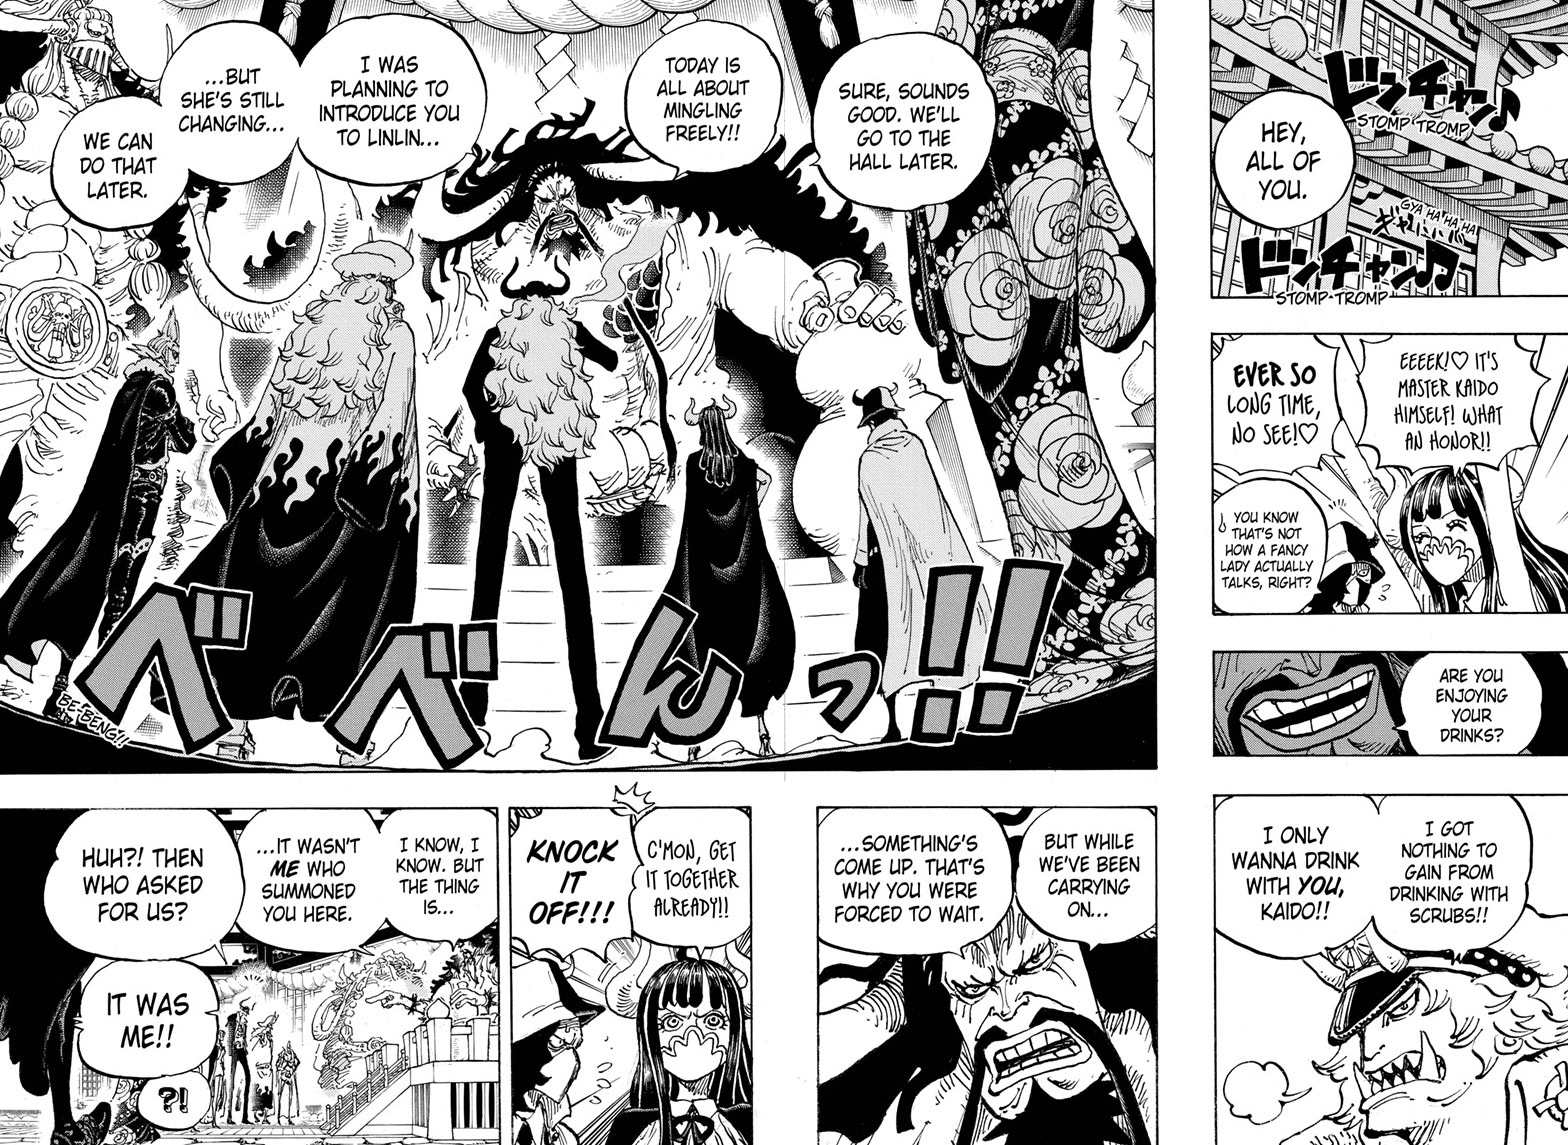 HEY,
ALL OF
YOU.
ドンチャン♪
STOMP TROMP
GYA HA HA HA
ドンチャン♫
STOMP TROMP
EEEEK!♡ IT'S
MASTER KAIDO
HIMSELF! WHAT
AN HONOR!!
EVER SO
LONG TIME,
NO SEE!♡
YOU KNOW
THAT'S NOT
HOW A FANCY
LADY ACTUALLY
TALKS, RIGHT?
ARE YOU
ENJOYING
YOUR
DRINKS?
I GOT
NOTHING TO
GAIN FROM
DRINKING WITH
SCRUBS!!
I ONLY
WANNA DRINK
WITH YOU,
KAIDO!!
SURE, SOUNDS
GOOD. WE'LL
GO TO THE
HALL LATER.
TODAY IS
ALL ABOUT
MINGLING
FREELY!!
I WAS
PLANNING TO
INTRODUCE YOU
TO LINLIN...
...BUT
SHE'S STILL
CHANGING...
WE CAN
DO THAT
LATER.
べべんっ!!
BE-BENG!!
BUT WHILE
WE'VE BEEN
CARRYING
ON...
...SOMETHING'S
COME UP. THAT'S
WHY YOU WERE
FORCED TO WAIT.
C'MON, GET
IT TOGETHER
ALREADY!!
KNOCK
IT
OFF!!!
I KNOW, I
KNOW. BUT
THE THING
IS...
...IT WASN'T
ME WHO
SUMMONED
YOU HERE.
HUH?! THEN
WHO ASKED
FOR US?
IT WAS
ME!!
?!